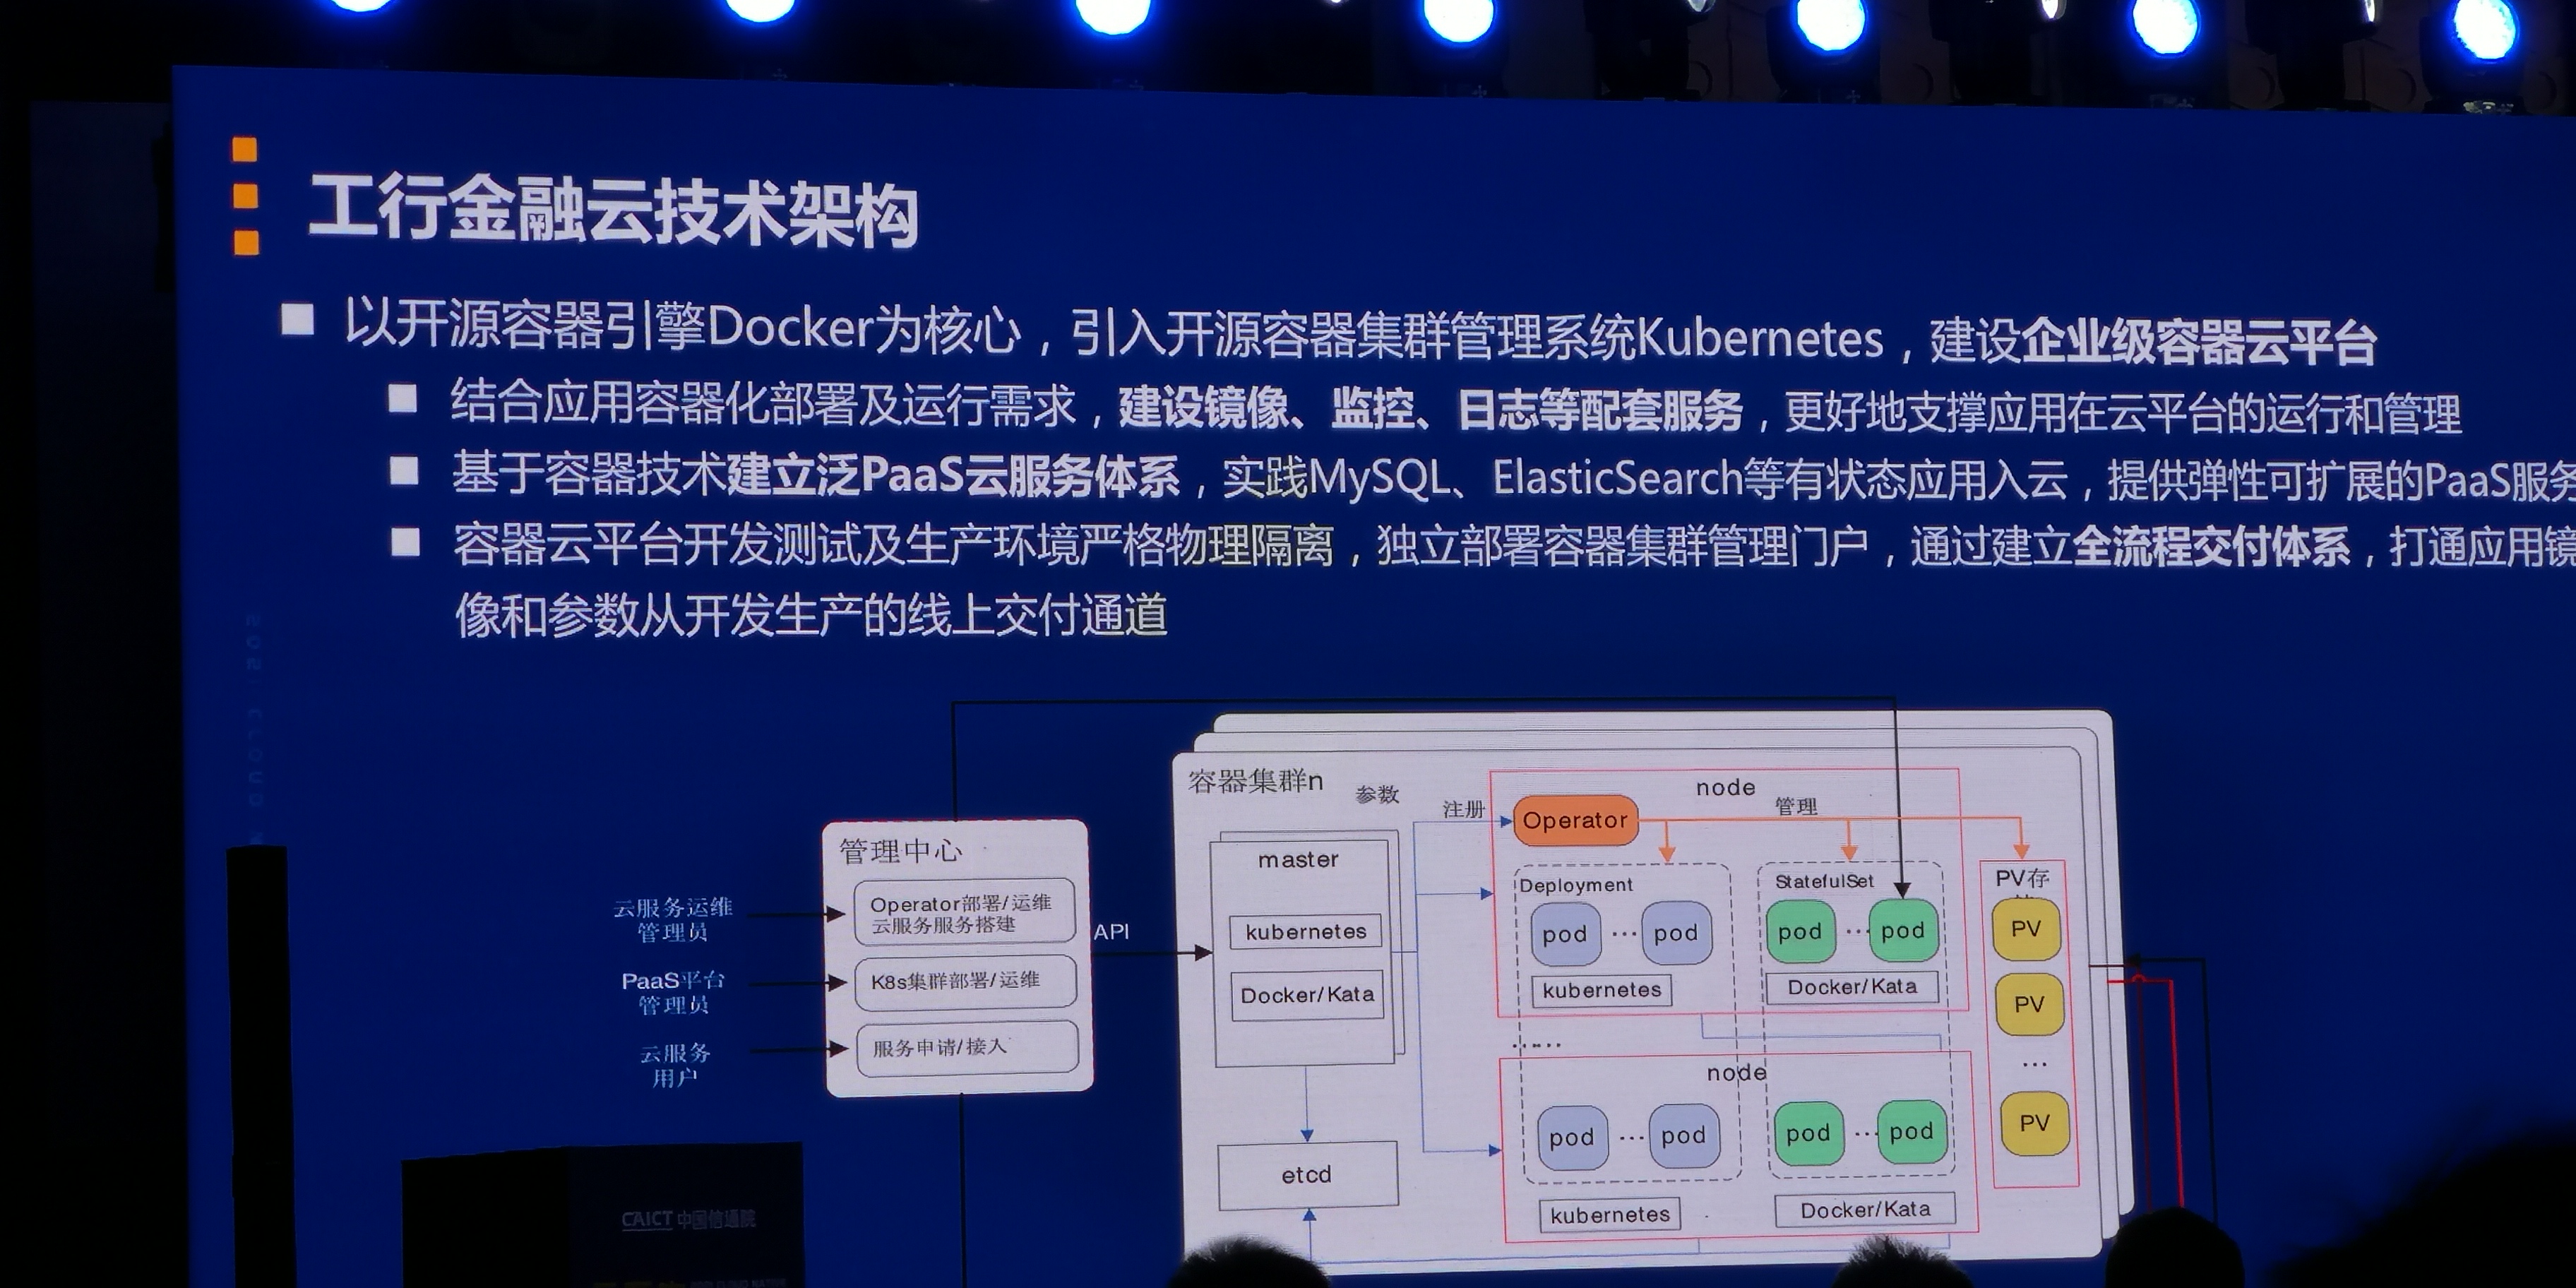 工行金融云技术架构
以开源容器引擎Docker为核心，引入开源容器集群管理系统Kubernetes，建设企业级容器云平台
结合应用容器化部署及运行需求，建设镜像、监控、日志等配套服务，更好地支撑应用在云平台的运行和管理
基于容器技术建立泛PaaS云服务体系，实践MySQL、ElasticSearch等有状态应用入云，提供弹性可扩展的PaaS服务
容器云平台开发测试及生产环境严格物理隔离，独立部署容器集群管理门户，通过建立全流程交付体系，打通应用镜
像和参数从开发生产的线上交付通道
云服务运维
管理员
PaaS平台
管理员
云服务
用户
管理中心
Operator部署/运维
云服务服务搭建
K8s集群部署/运维
服务申请/接入
API
容器集群n
参数
注册
master
kubernetes
Docker/Kata
etcd
node
Operator
管理
Deployment
pod ... pod
kubernetes
StatefulSet
pod ... pod
Docker/Kata
......
node
pod ... pod
kubernetes
pod ... pod
Docker/Kata
PV存
PV
PV
...
PV
CAICT 中国信通院